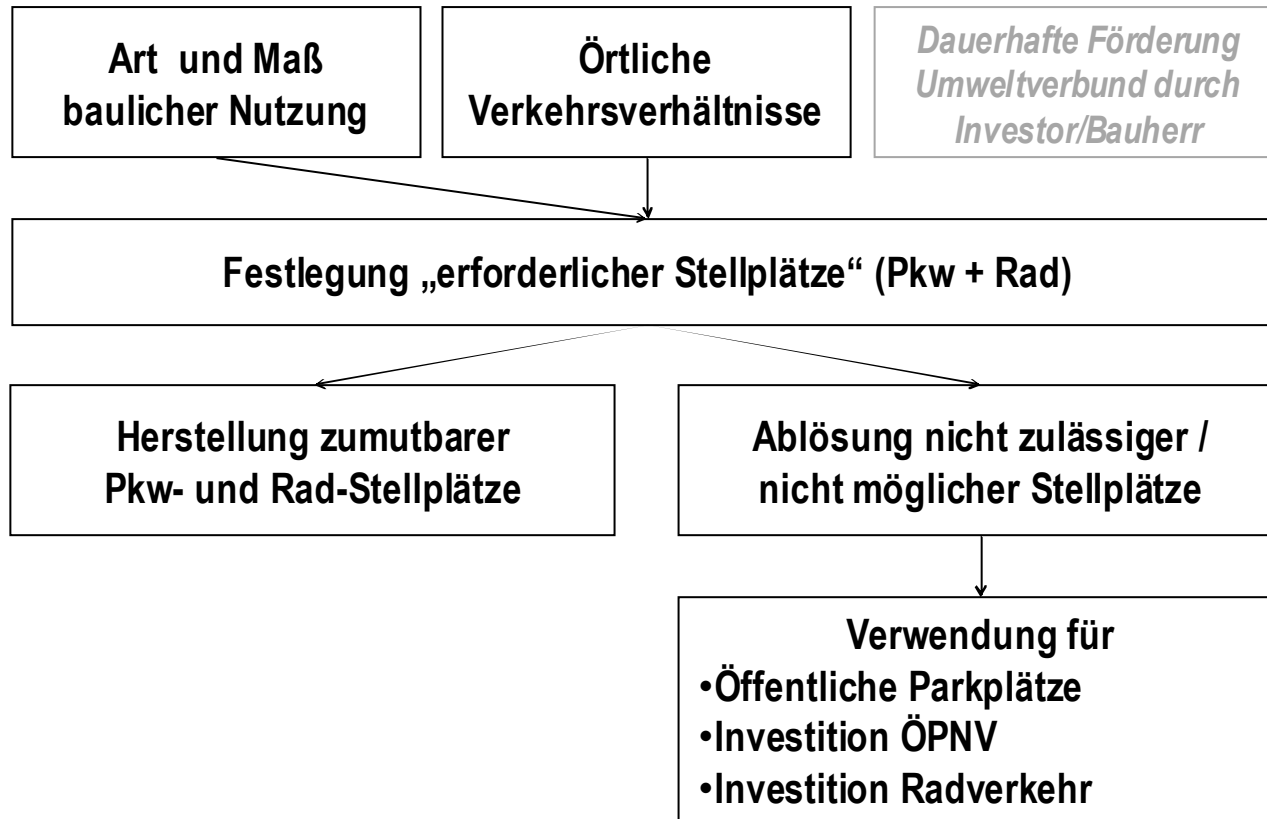 Art und Maß
baulicher Nutzung
Örtliche
Verkehrsverhältnisse
Dauerhafte Förderung
Umweltverbund durch
Investor/Bauherr
Festlegung „erforderlicher Stellplätze“ (Pkw + Rad)
Herstellung zumutbarer
Pkw- und Rad-Stellplätze
Ablösung nicht zulässiger /
nicht möglicher Stellplätze
Verwendung für
•Öffentliche Parkplätze
•Investition ÖPNV
•Investition Radverkehr